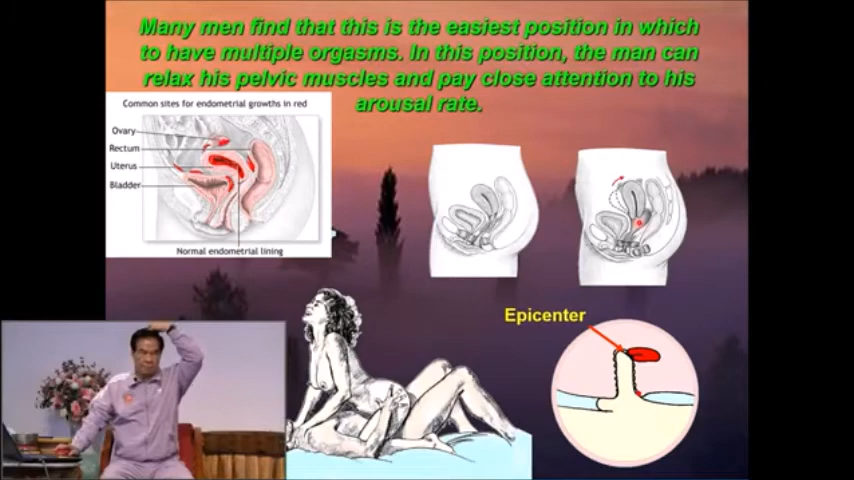 Many men find that this is the easiest position in which
to have multiple orgasms. In this position, the man can
relax his pelvic muscles and pay close attention to his
arousal rate.
Common sites for endometrial growths in red
Ovary
Rectum
Uterus
Bladder
Normal endometrial lining
Epicenter